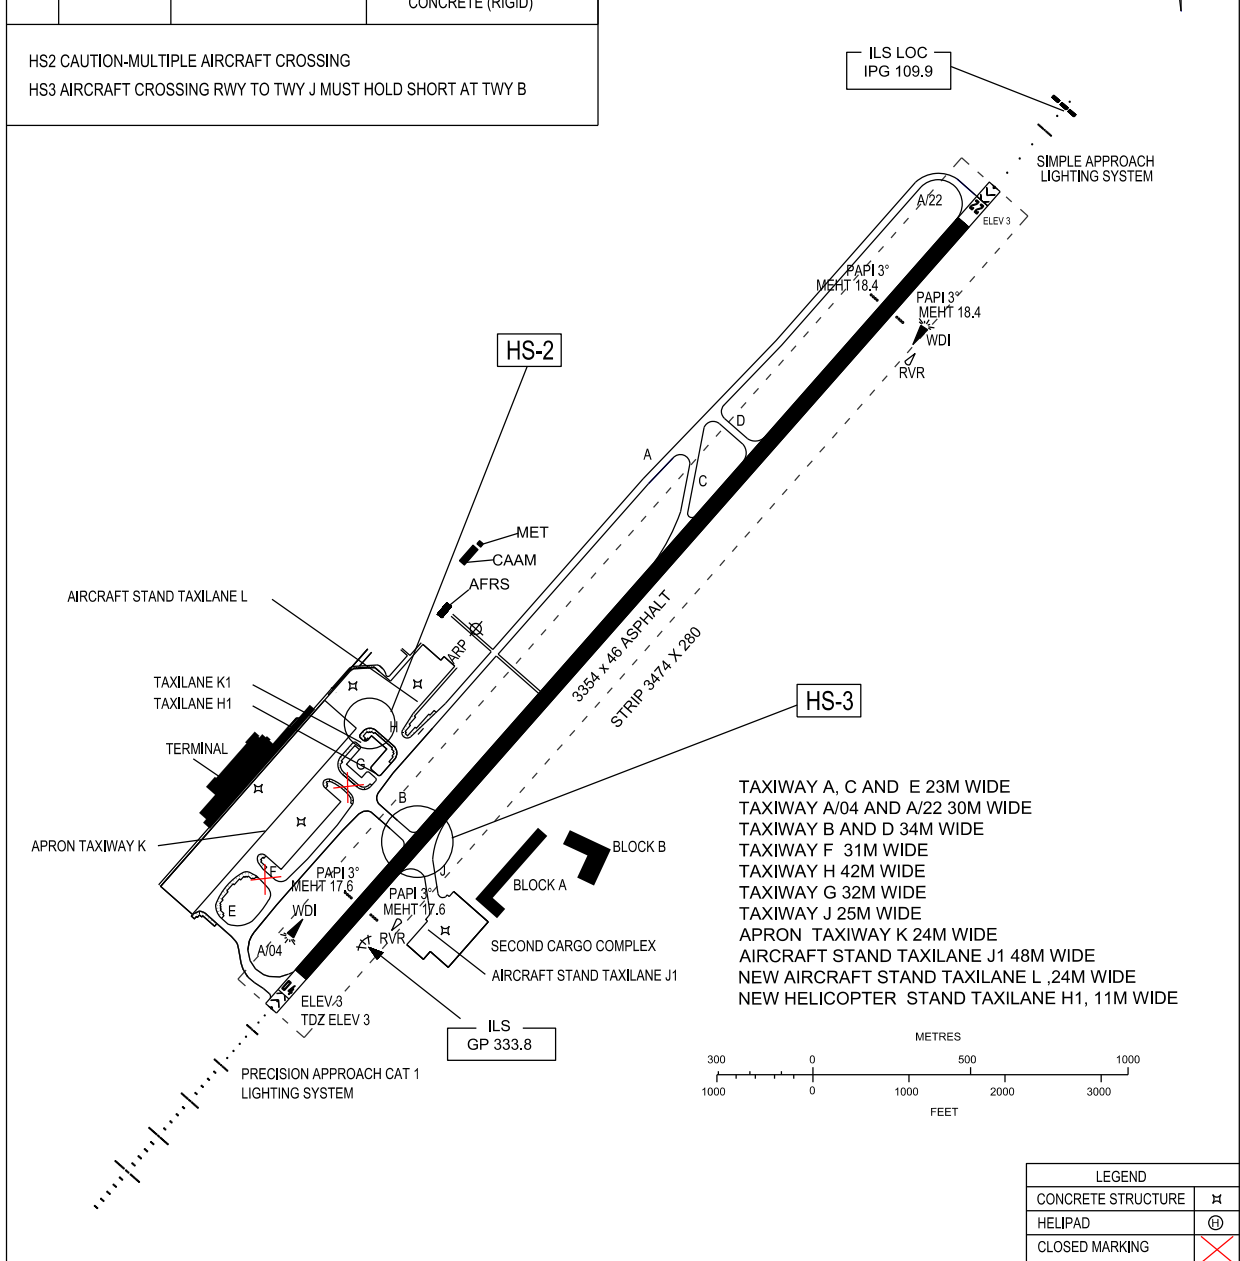 CONCRETE (RIGID)
HS2 CAUTION-MULTIPLE AIRCRAFT CROSSING
HS3 AIRCRAFT CROSSING RWY TO TWY J MUST HOLD SHORT AT TWY B
ILS LOC
IPG 109.9
SIMPLE APPROACH
LIGHTING SYSTEM
A/22
22
ELEV 3
PAPI 3°
MEHT 18.4
PAPI 3°
MEHT 18.4
WDI
RVR
HS-2
D
A
C
MET
CAAM
AFRS
ARP
AIRCRAFT STAND TAXILANE L
3354 x 46 ASPHALT
STRIP 3474 X 280
TAXILANE K1
TAXILANE H1
HS-3
H
TERMINAL
G
B
APRON TAXIWAY K
BLOCK B
BLOCK A
F
J
PAPI 3°
MEHT 17.6
PAPI 3°
MEHT 17.6
E
WDI
RVR
A/04
SECOND CARGO COMPLEX
AIRCRAFT STAND TAXILANE J1
04
ELEV 3
TDZ ELEV 3
ILS
GP 333.8
PRECISION APPROACH CAT 1
LIGHTING SYSTEM
TAXIWAY A, C AND E 23M WIDE
TAXIWAY A/04 AND A/22 30M WIDE
TAXIWAY B AND D 34M WIDE
TAXIWAY F 31M WIDE
TAXIWAY H 42M WIDE
TAXIWAY G 32M WIDE
TAXIWAY J 25M WIDE
APRON TAXIWAY K 24M WIDE
AIRCRAFT STAND TAXILANE J1 48M WIDE
NEW AIRCRAFT STAND TAXILANE L ,24M WIDE
NEW HELICOPTER STAND TAXILANE H1, 11M WIDE
METRES
300 0 500 1000
1000 0 1000 2000 3000
FEET
LEGEND
CONCRETE STRUCTURE
HELIPAD H
CLOSED MARKING